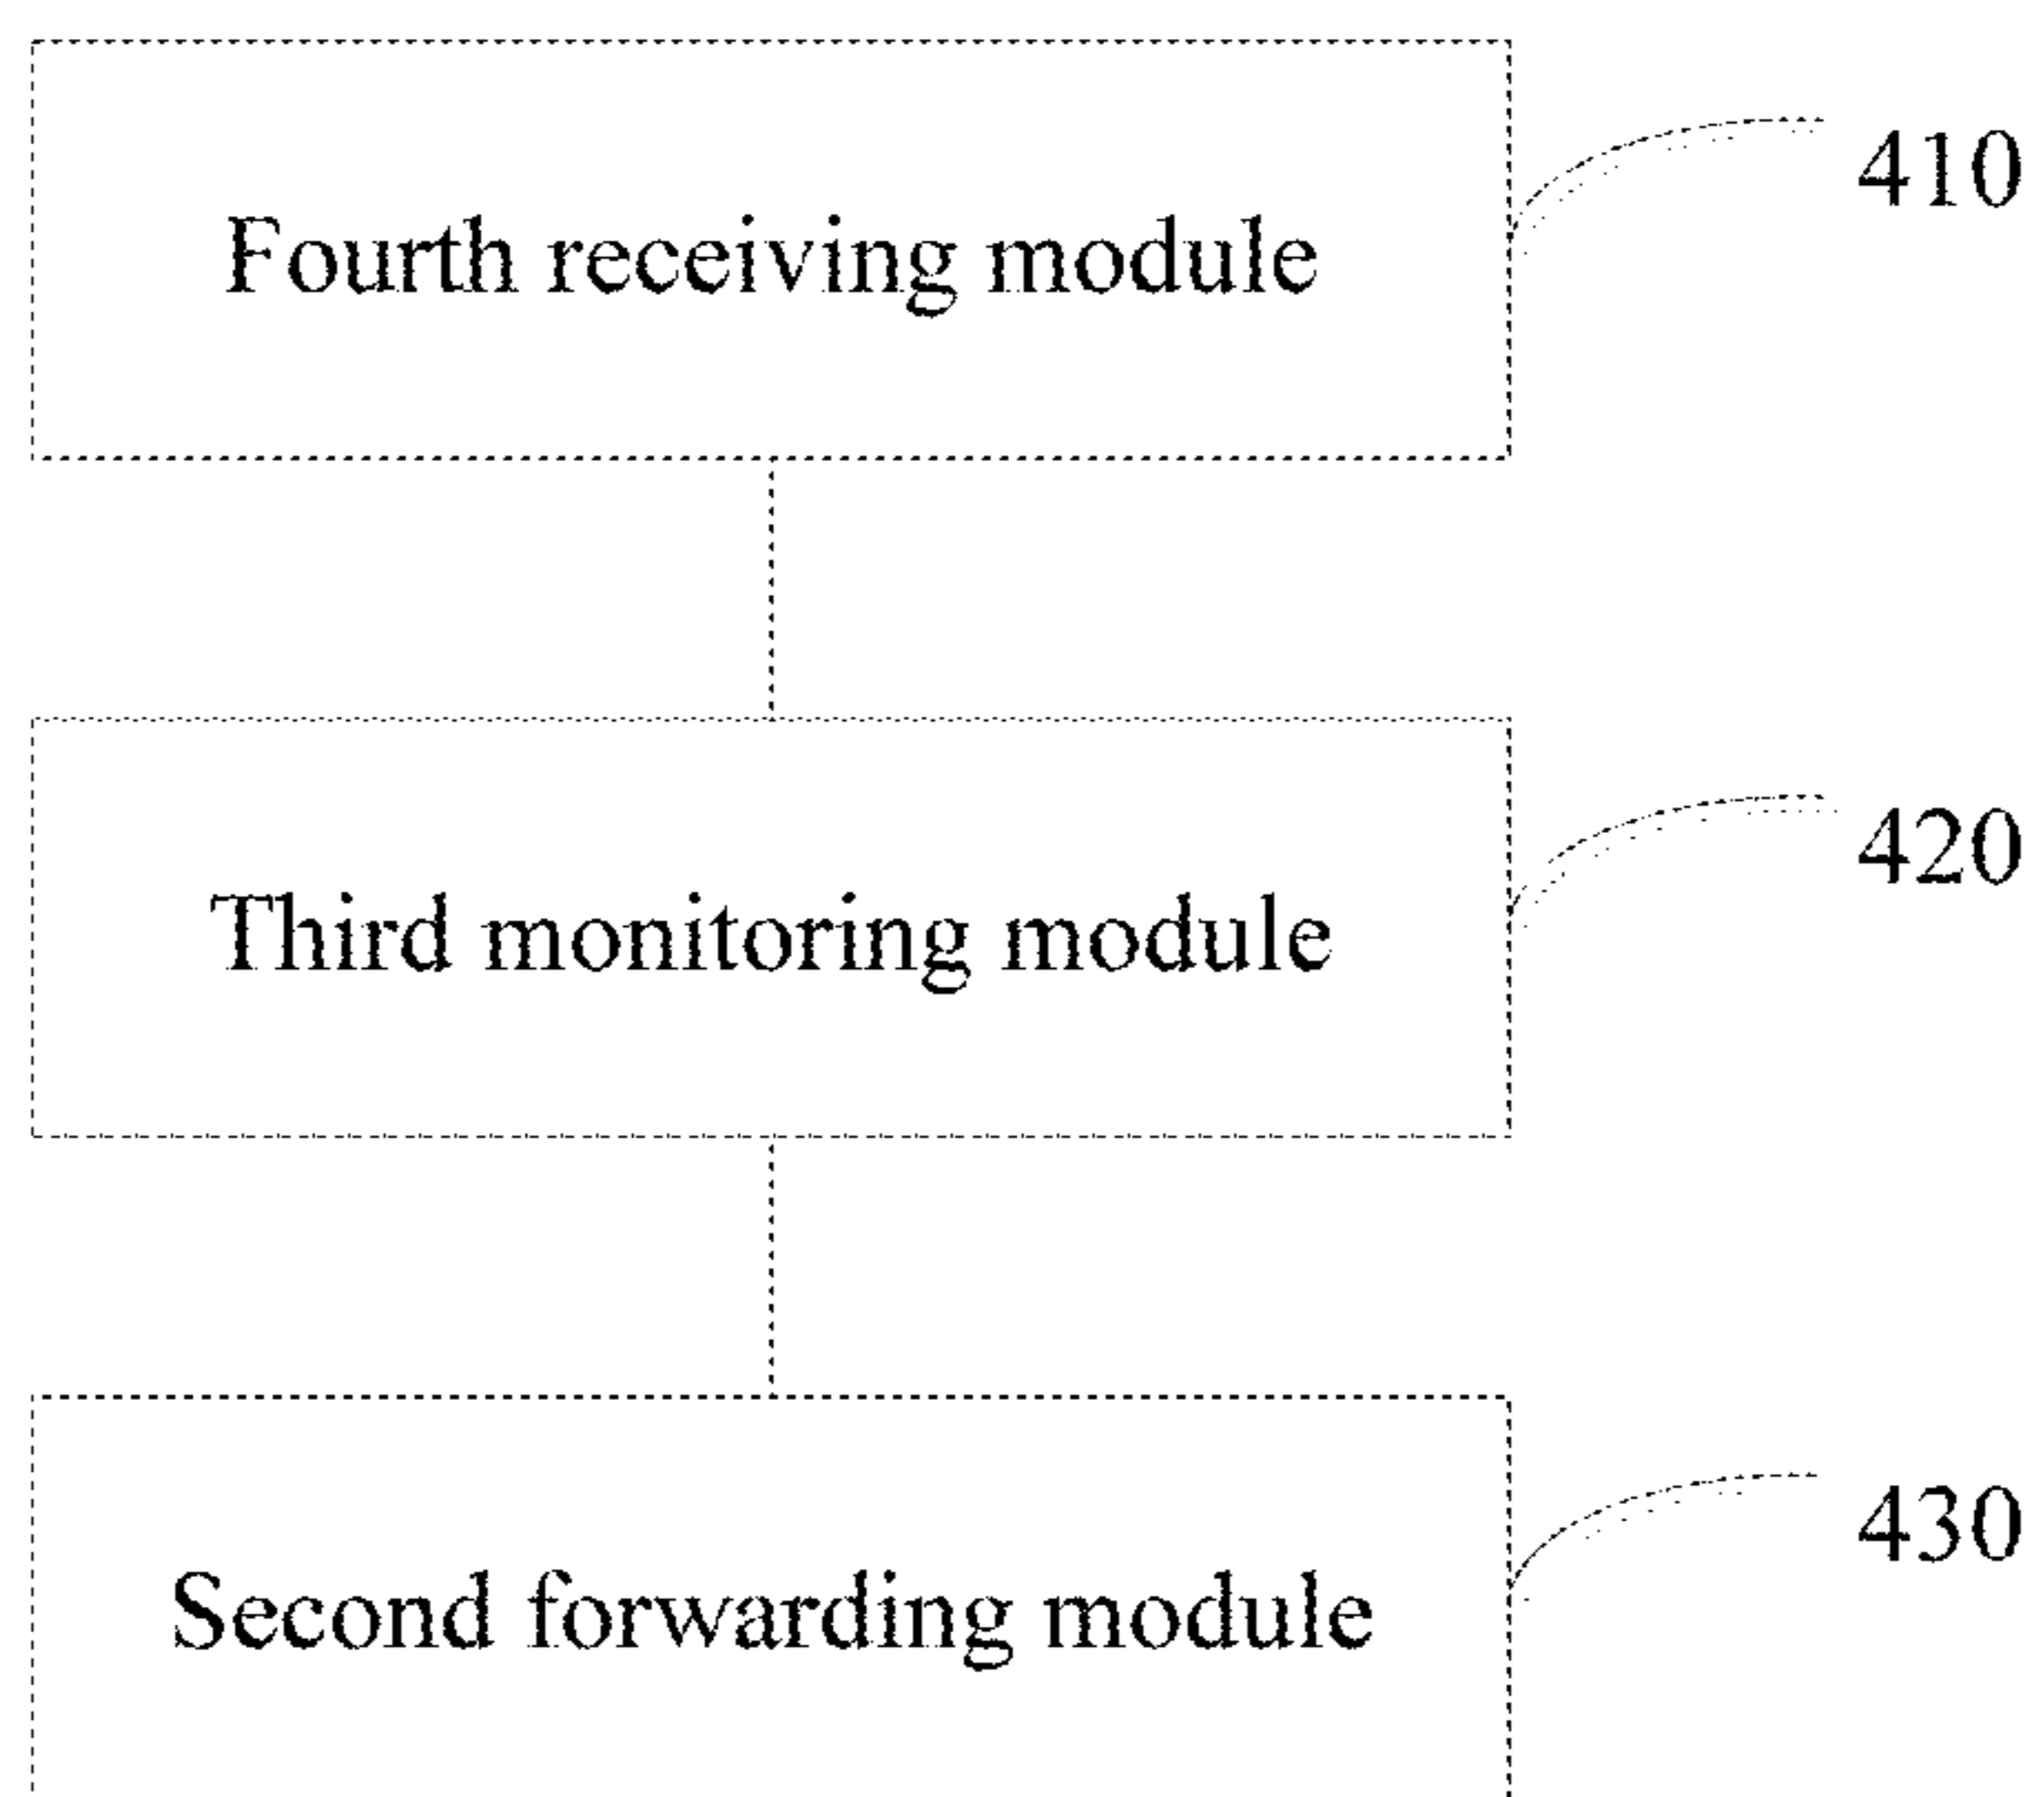 410
Fourth receiving module
420
Third monitoring module
430
Second forwarding module